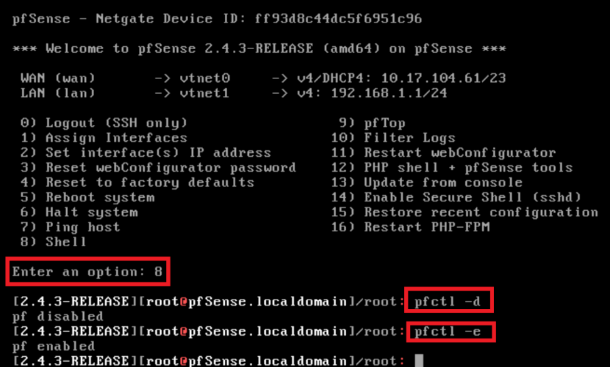 pfSense - Netgate Device ID: ff93d8c44dc5f6951c96
*** Welcome to pfSense 2.4.3-RELEASE (amd64) on pfSense ***
WAN (wan) -> vtnet0 -> v4/DHCP4: 10.17.104.61/23
LAN (lan) -> vtnet1 -> v4: 192.168.1.1/24
0) Logout (SSH only) 9) pfTop
1) Assign Interfaces 10) Filter Logs
2) Set interface(s) IP address 11) Restart webConfigurator
3) Reset webConfigurator password 12) PHP shell + pfSense tools
4) Reset to factory defaults 13) Update from console
5) Reboot system 14) Enable Secure Shell (sshd)
6) Halt system 15) Restore recent configuration
7) Ping host 16) Restart PHP-FPM
8) Shell
Enter an option: 8
[2.4.3-RELEASE][root@pfSense.localdomain]/root: pfctl -d
pf disabled
[2.4.3-RELEASE][root@pfSense.localdomain]/root: pfctl -e
pf enabled
[2.4.3-RELEASE][root@pfSense.localdomain]/root: